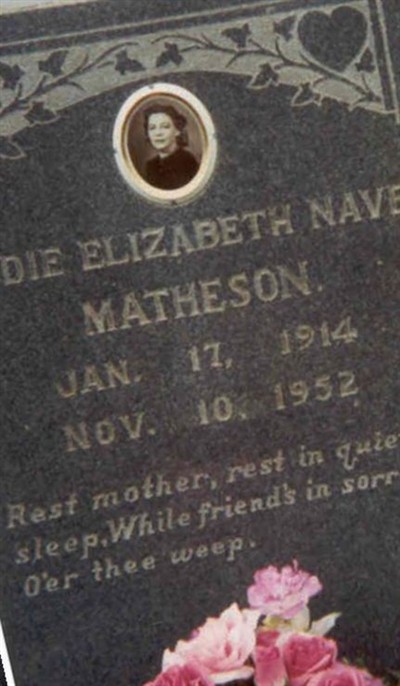 DIE ELIZABETH NAVE
MATHESON.
JAN. 17, 1914
NOV. 10, 1952
Rest mother, rest in quie
sleep, While friend's in sorr
O'er thee weep.